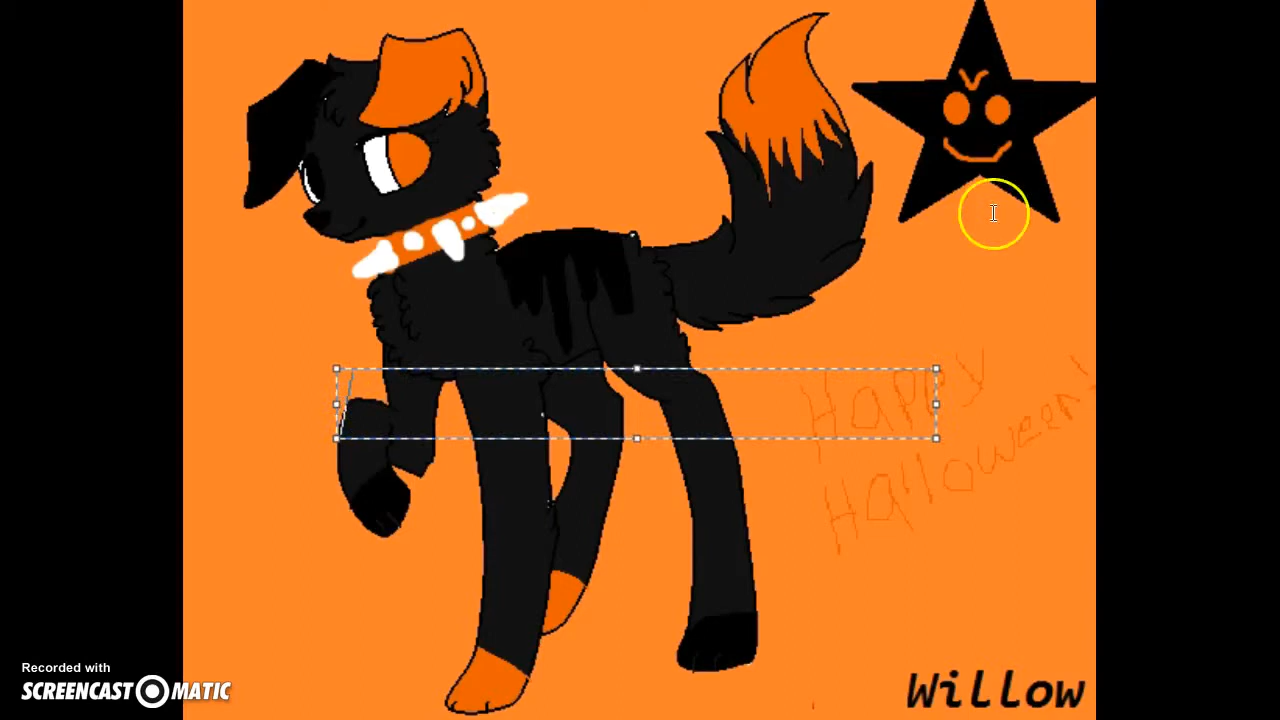 Happy
Halloween
Willow
Recorded with
SCREENCAST MATIC